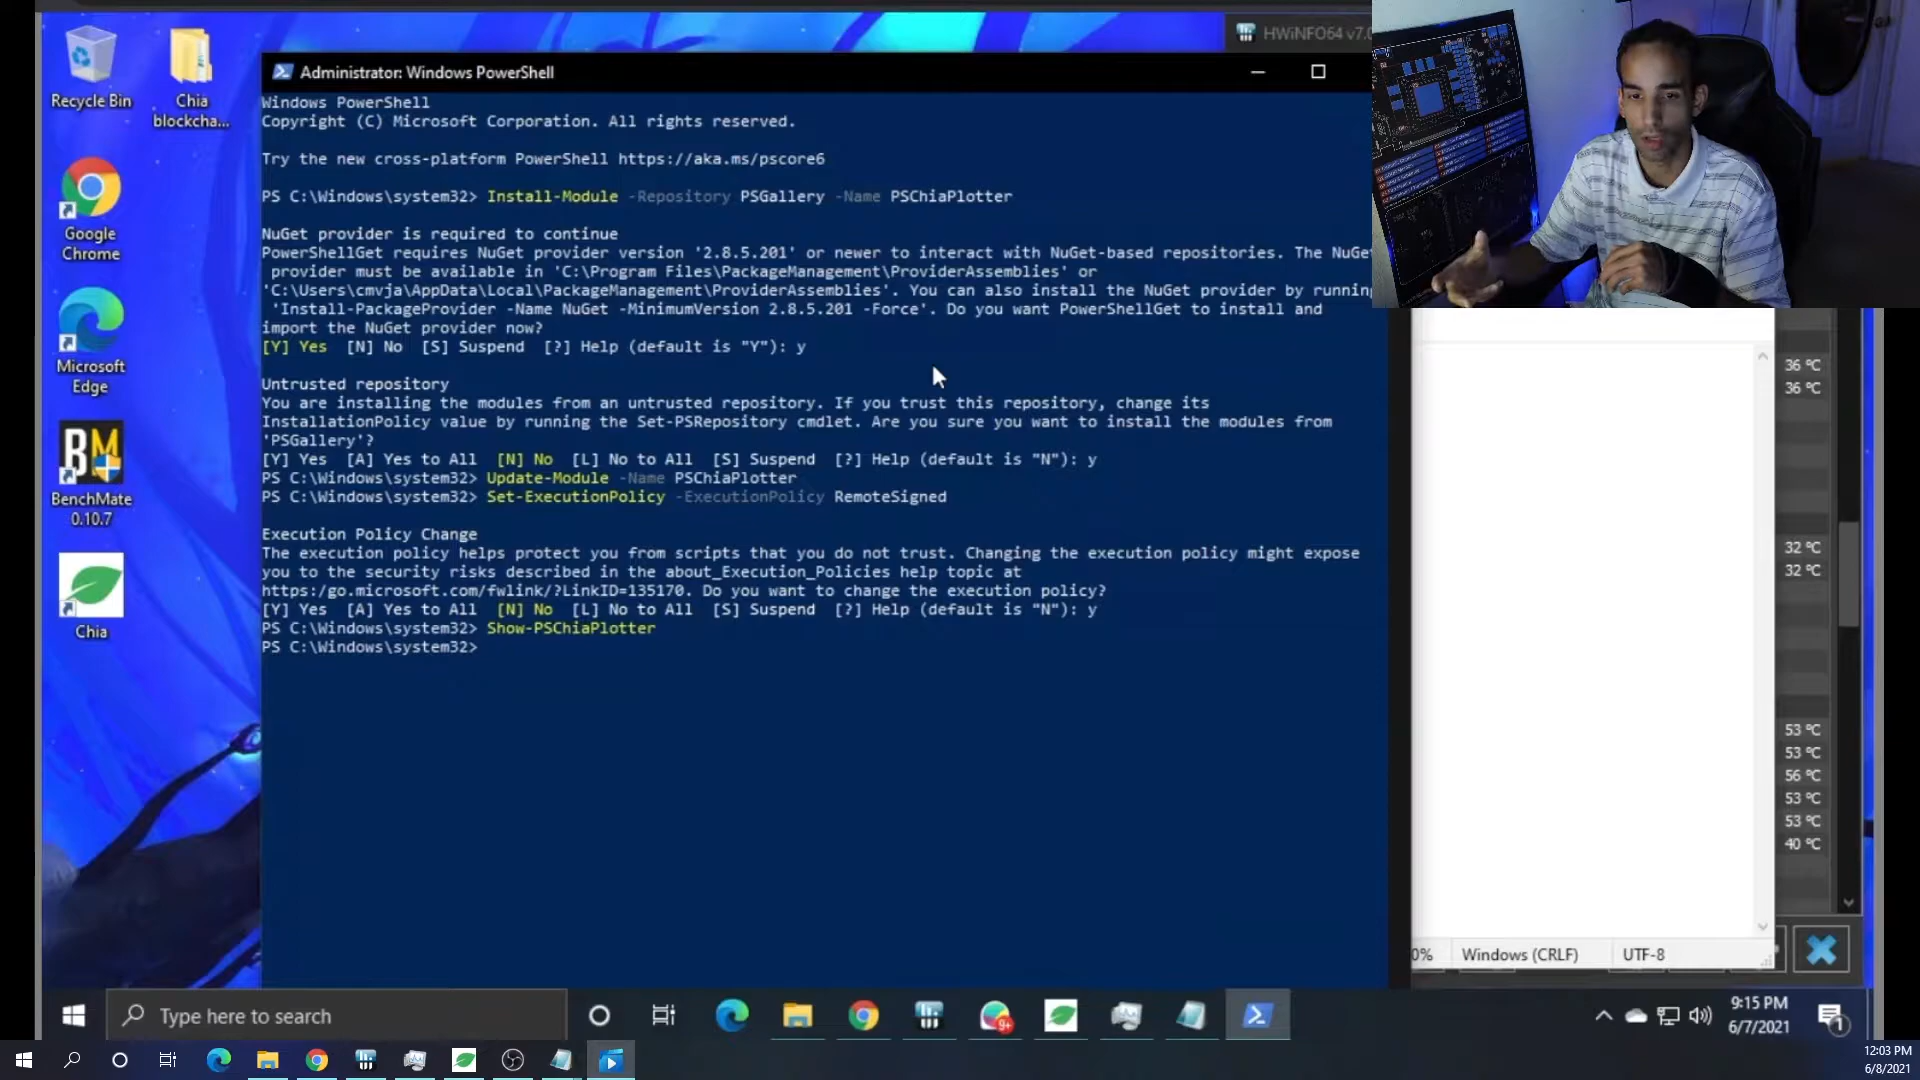 Recycle Bin
Chia
blockcha...
Google
Chrome
Microsoft
Edge
BM
BenchMate
0.10.7
Chia
HWiNFO64 v7.0
Administrator: Windows PowerShell
Windows PowerShell
Copyright (C) Microsoft Corporation. All rights reserved.
Try the new cross-platform PowerShell https://aka.ms/pscore6
PS C:\Windows\system32> Install-Module -Repository PSGallery -Name PSChiaPlotter
NuGet provider is required to continue
PowerShellGet requires NuGet provider version '2.8.5.201' or newer to interact with NuGet-based repositories. The NuGe
provider must be available in 'C:\Program Files\PackageManagement\ProviderAssemblies' or
'C:\Users\cmvja\AppData\Local\PackageManagement\ProviderAssemblies'. You can also install the NuGet provider by running
'Install-PackageProvider -Name NuGet -MinimumVersion 2.8.5.201 -Force'. Do you want PowerShellGet to install and
import the NuGet provider now?
[Y] Yes [N] No [S] Suspend [?] Help (default is "Y"): y
Untrusted repository
You are installing the modules from an untrusted repository. If you trust this repository, change its
InstallationPolicy value by running the Set-PSRepository cmdlet. Are you sure you want to install the modules from
'PSGallery'?
[Y] Yes [A] Yes to All [N] No [L] No to All [S] Suspend [?] Help (default is "N"): y
PS C:\Windows\system32> Update-Module -Name PSChiaPlotter
PS C:\Windows\system32> Set-ExecutionPolicy -ExecutionPolicy RemoteSigned
Execution Policy Change
The execution policy helps protect you from scripts that you do not trust. Changing the execution policy might expose
you to the security risks described in the about_Execution_Policies help topic at
https:/go.microsoft.com/fwlink/?LinkID=135170. Do you want to change the execution policy?
[Y] Yes [A] Yes to All [N] No [L] No to All [S] Suspend [?] Help (default is "N"): y
PS C:\Windows\system32> Show-PSChiaPlotter
PS C:\Windows\system32>
36 °C
36 °C
32 °C
32 °C
53 °C
53 °C
56 °C
53 °C
53 °C
40 °C
0% Windows (CRLF) UTF-8
Type here to search
9+
9:15 PM
6/7/2021
1
12:03 PM
6/8/2021